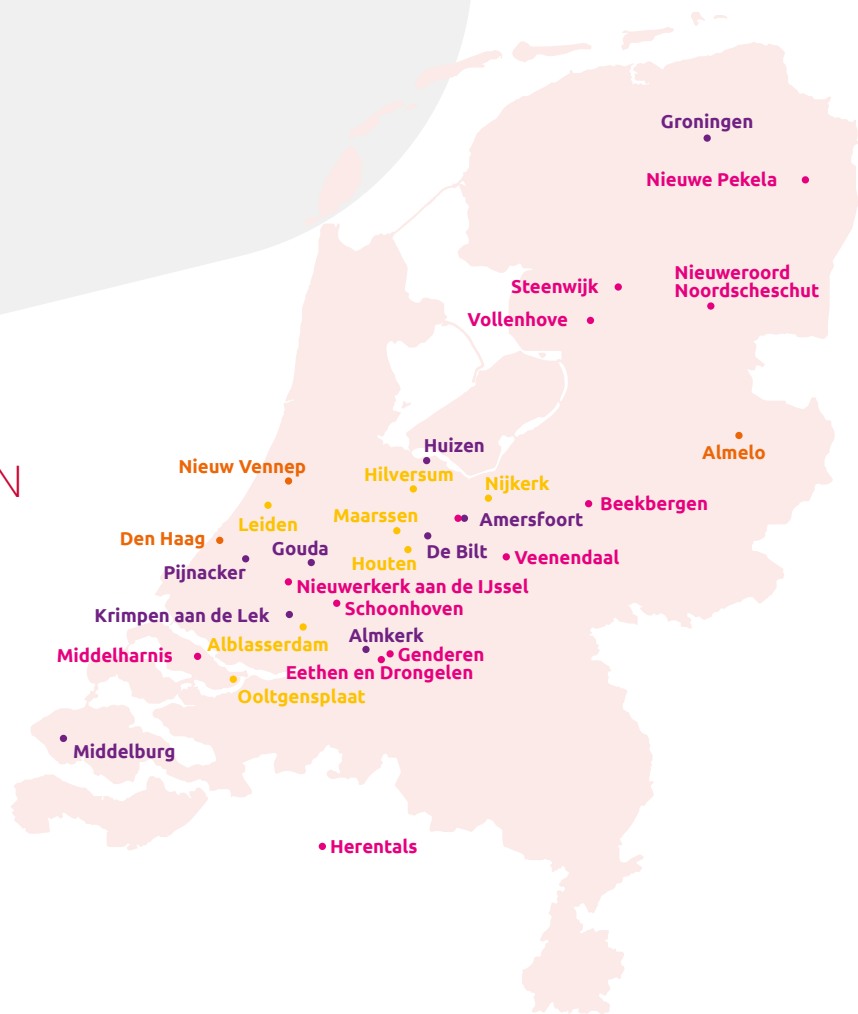 Groningen
Nieuwe Pekela
Nieuweroord
Noordscheschut
Steenwijk
Vollenhove
Huizen
Almelo
Nieuw Vennep
Hilversum
Nijkerk
Beekbergen
Leiden
Maarssen
Amersfoort
Den Haag
Gouda
De Bilt
Houten
Veenendaal
Pijnacker
Nieuwerkerk aan de IJssel
Schoonhoven
Krimpen aan de Lek
Alblasserdam
Almkerk
Middelharnis
Genderen
Eethen en Drongelen
Ooltgensplaat
Middelburg
Herentals